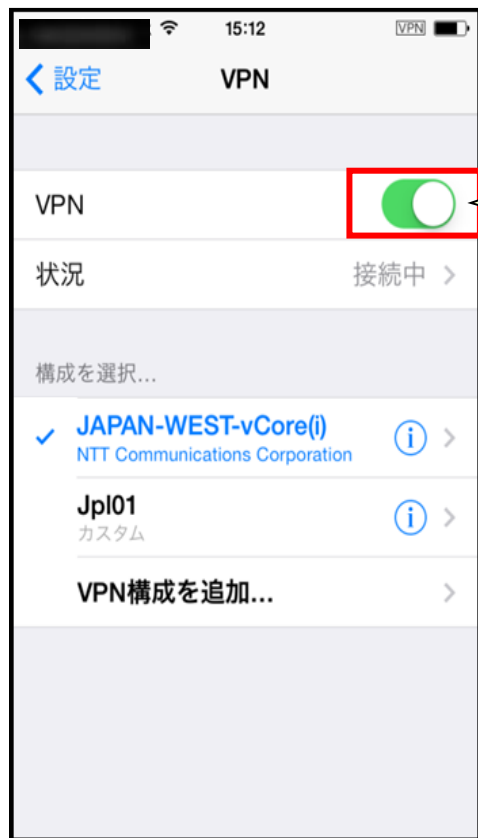 15:12 VPN
設定 VPN
VPN
状況 接続中
構成を選択...
JAPAN-WEST-vCore(i)
NTT Communications Corporation
Jpl01
カスタム
VPN構成を追加...